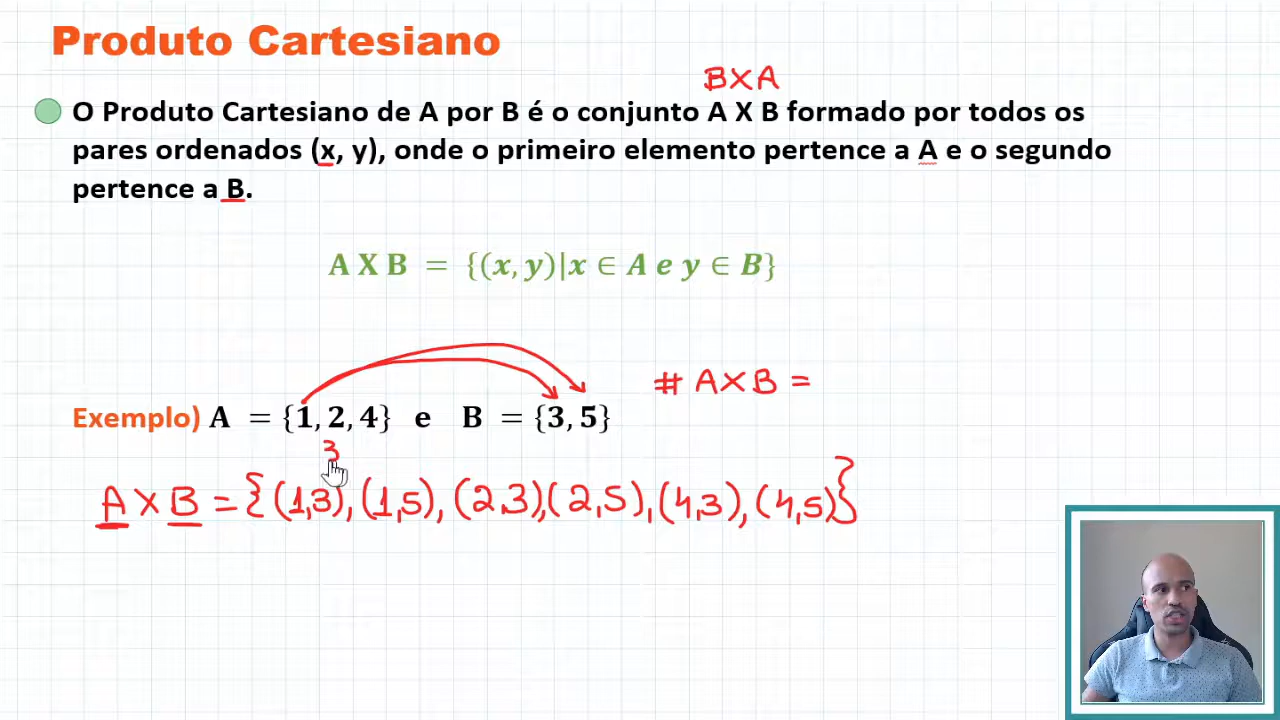 Produto Cartesiano
B X A
O Produto Cartesiano de A por B é o conjunto A X B formado por todos os
pares ordenados (x, y), onde o primeiro elemento pertence a A e o segundo
pertence a B.
A X B = {(x, y)|x ∈ A e y ∈ B}
# A X B =
Exemplo) A = {1, 2, 4} e B = {3, 5}
3
A X B = {(1,3), (1,5), (2,3),(2,5), (4,3), (4,5)}